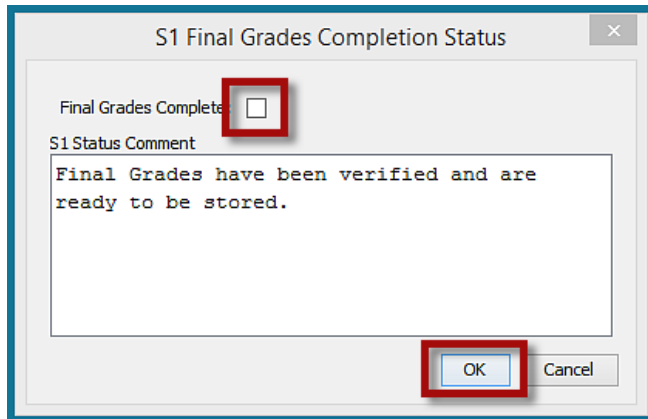 S1 Final Grades Completion Status
Final Grades Complete:
S1 Status Comment
Final Grades have been verified and are
ready to be stored.
OK
Cancel